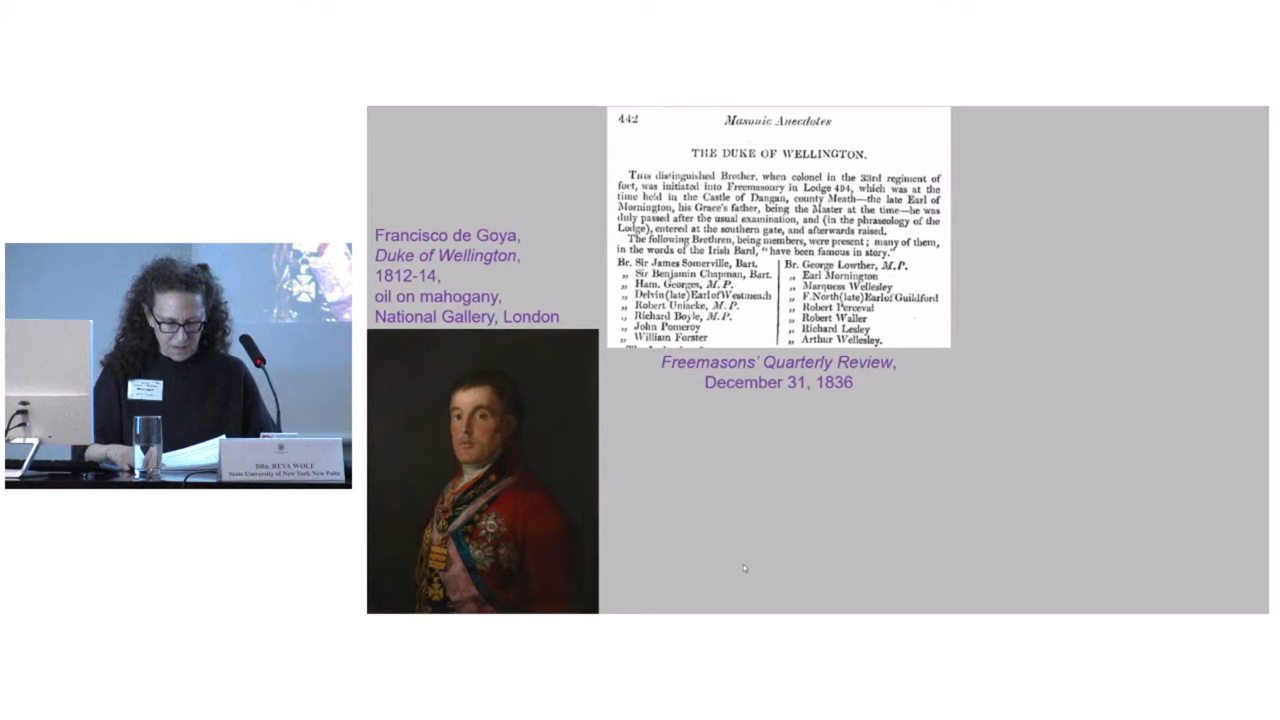 Francisco de Goya,
Duke of Wellington,
1812-14,
oil on mahogany,
National Gallery, London
442 Masonic Anecdotes
THE DUKE OF WELLINGTON.
THIS distinguished Brother, when colonel in the 33rd regiment of
foot, was initiated into Freemasonry in Lodge 494, which was at the
time held in the Castle of Dangan, county Meath—the late Earl of
Mornington, his Grace's father, being the Master at the time—he was
duly passed after the usual examination, and (in the phraseology of the
Lodge), entered at the southern gate, and afterwards raised.
The following Brethren, being members, were present; many of them,
in the words of the Irish Bard, "have been famous in story."
Br. Sir James Somerville, Bart.
„ Sir Benjamin Chapman, Bart.
„ Ham. Georges, M. P.
„ Delvin (late) Earl of Westmeath
„ Robert Uniacke, M. P.
„ Richard Boyle, M. P.
„ John Pomeroy
„ William Forster
Br. George Lowther, M. P.
„ Earl Mornington
„ Marquess Wellesley
„ F. North (late) Earl of Guildford
„ Robert Perceval
„ Robert Waller
„ Richard Lesley
„ Arthur Wellesley.
Freemasons' Quarterly Review,
December 31, 1836
DRa. REVA WOLF
State University of New York, New Paltz